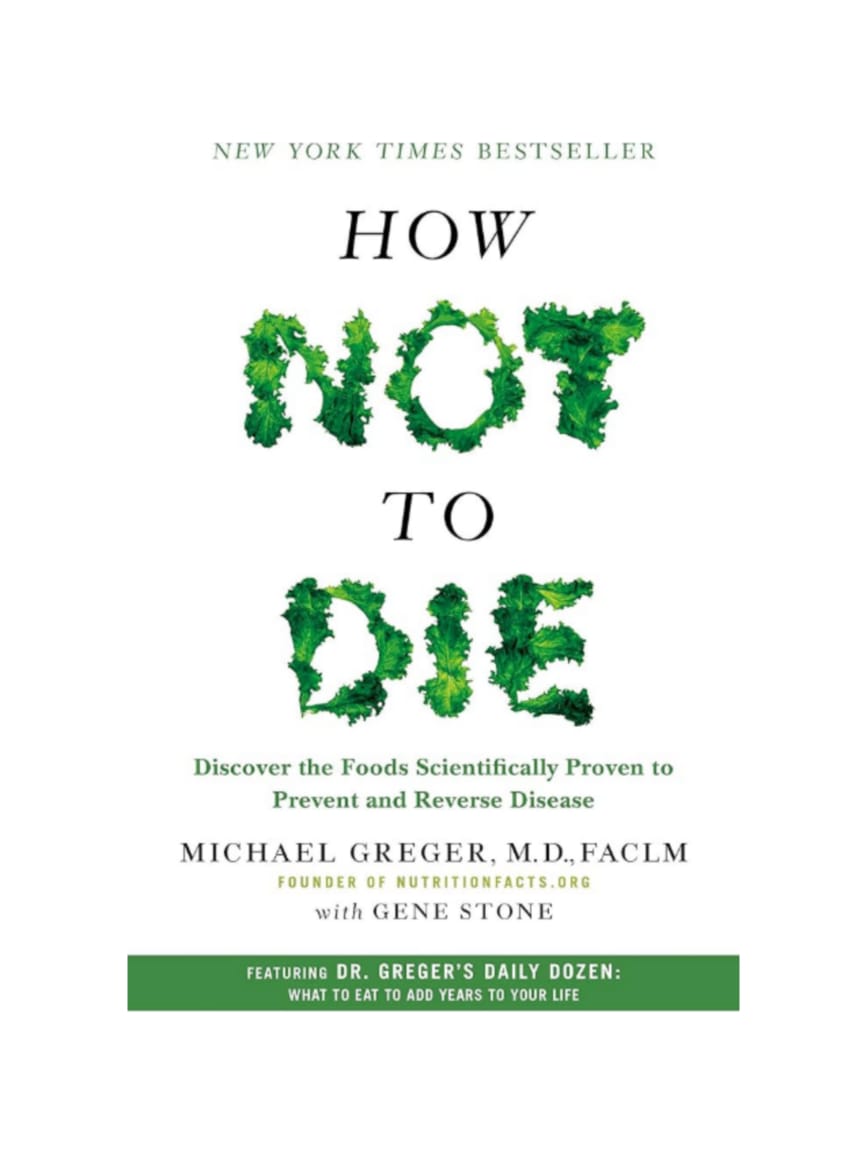 NEW YORK TIMES BESTSELLER
HOW
NOT
TO
DIE
Discover the Foods Scientifically Proven to
Prevent and Reverse Disease
MICHAEL GREGER, M.D., FACLM
FOUNDER OF NUTRITIONFACTS.ORG
with GENE STONE
FEATURING DR. GREGER'S DAILY DOZEN:
WHAT TO EAT TO ADD YEARS TO YOUR LIFE